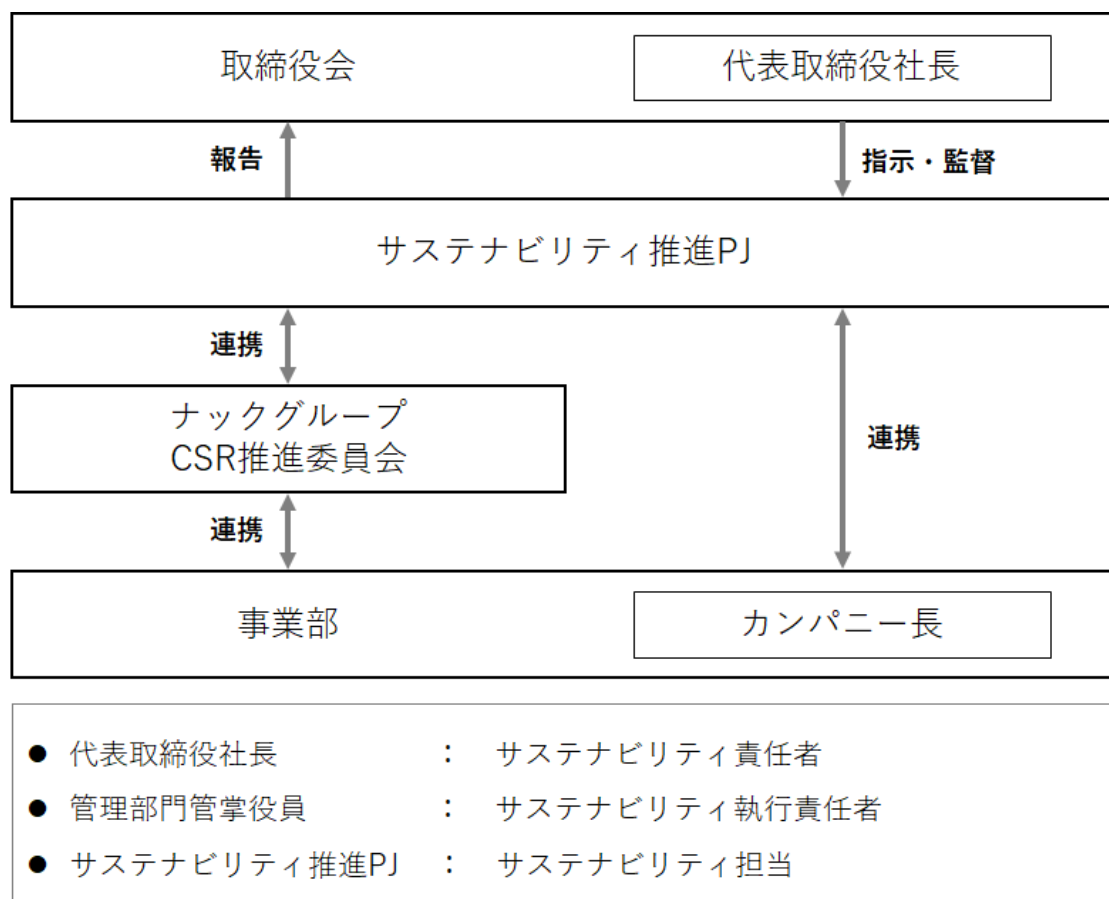 取締役会
代表取締役社長
報告
指示・監督
サステナビリティ推進PJ
連携
ナックグループ
CSR推進委員会
連携
連携
事業部
カンパニー長
● 代表取締役社長 : サステナビリティ責任者
● 管理部門管掌役員 : サステナビリティ執行責任者
● サステナビリティ推進PJ : サステナビリティ担当